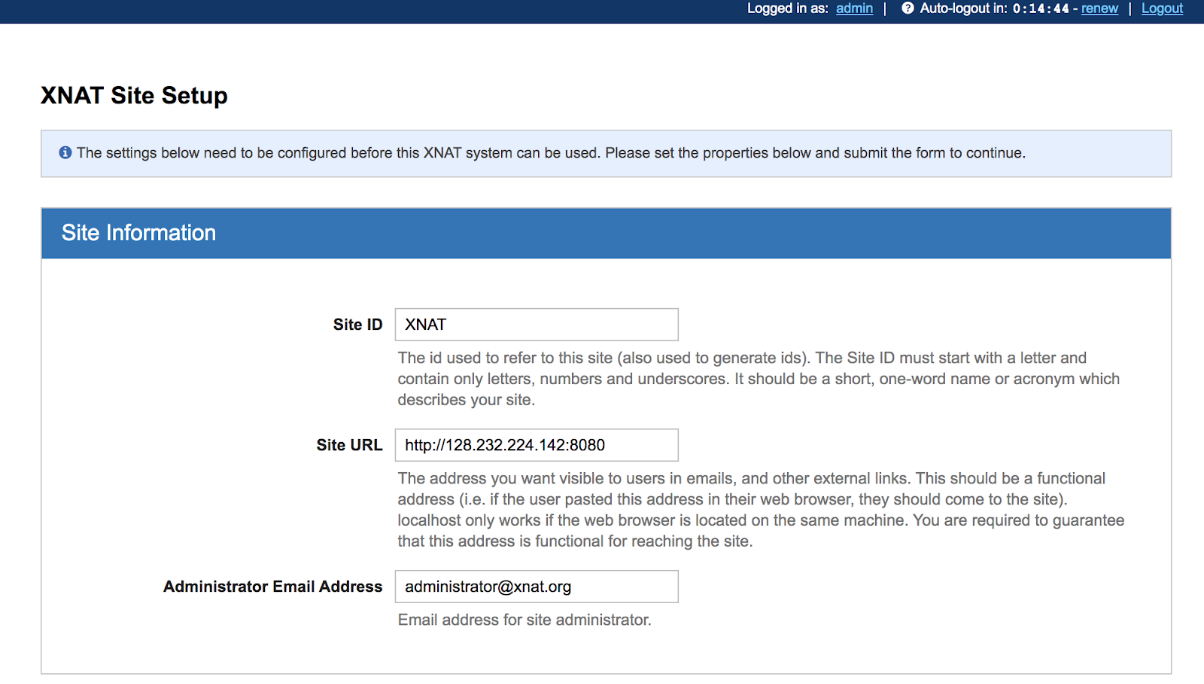 Logged in as: admin | ? Auto-logout in: 0:14:44 - renew | Logout
XNAT Site Setup
i The settings below need to be configured before this XNAT system can be used. Please set the properties below and submit the form to continue.
Site Information
Site ID XNAT
The id used to refer to this site (also used to generate ids). The Site ID must start with a letter and
contain only letters, numbers and underscores. It should be a short, one-word name or acronym which
describes your site.
Site URL http://128.232.224.142:8080
The address you want visible to users in emails, and other external links. This should be a functional
address (i.e. if the user pasted this address in their web browser, they should come to the site).
localhost only works if the web browser is located on the same machine. You are required to guarantee
that this address is functional for reaching the site.
Administrator Email Address administrator@xnat.org
Email address for site administrator.